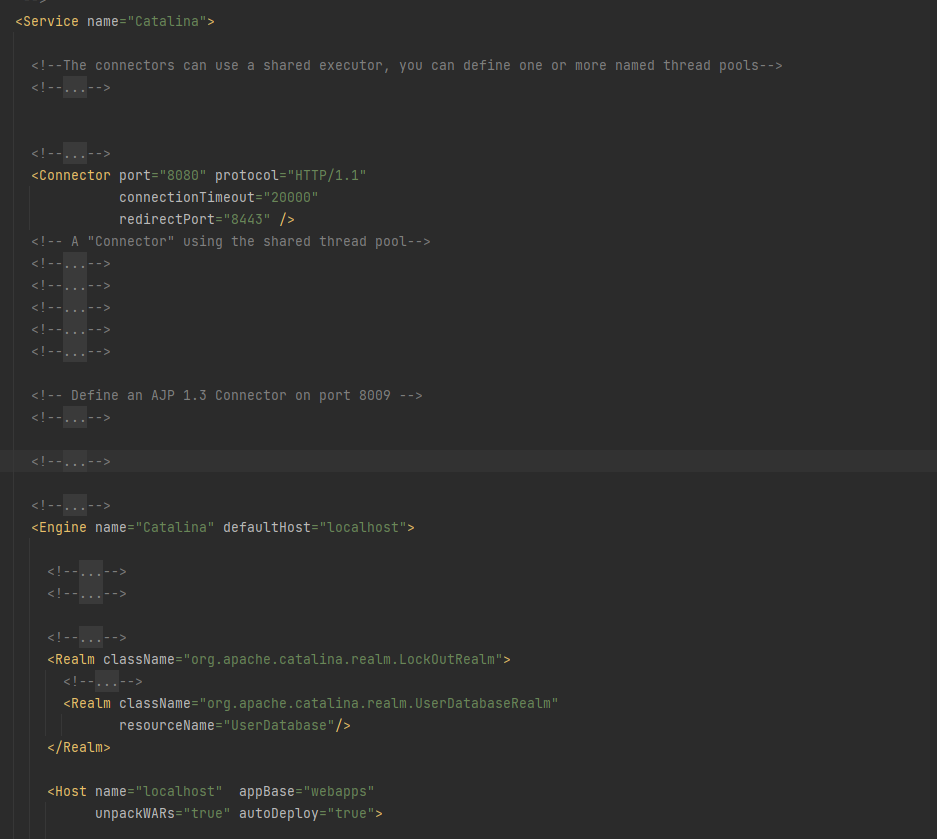 -->
<Service name="Catalina">
<!--The connectors can use a shared executor, you can define one or more named thread pools-->
<!--...-->
<!--...-->
<Connector port="8080" protocol="HTTP/1.1"
connectionTimeout="20000"
redirectPort="8443" />
<!-- A "Connector" using the shared thread pool-->
<!--...-->
<!--...-->
<!--...-->
<!--...-->
<!--...-->
<!-- Define an AJP 1.3 Connector on port 8009 -->
<!--...-->
<!--...-->
<!--...-->
<Engine name="Catalina" defaultHost="localhost">
<!--...-->
<!--...-->
<!--...-->
<Realm className="org.apache.catalina.realm.LockOutRealm">
<!--...-->
<Realm className="org.apache.catalina.realm.UserDatabaseRealm"
resourceName="UserDatabase"/>
</Realm>
<Host name="localhost"  appBase="webapps"
unpackWARs="true" autoDeploy="true">